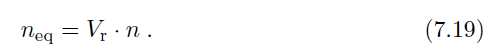 n_eq = V_r · n .    (7.19)